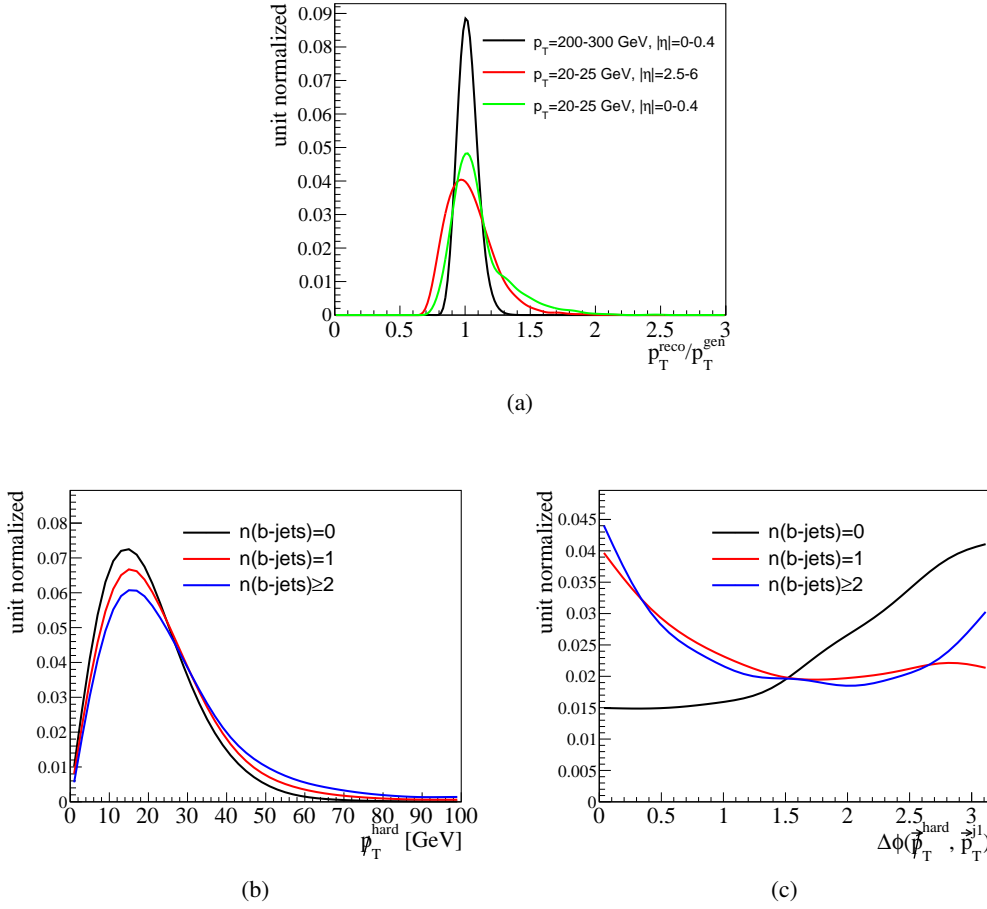 unit normalized
0.09
0.08
0.07
0.06
0.05
0.04
0.03
0.02
0.01
0
p_T=200-300 GeV, |η|=0-0.4
p_T=20-25 GeV, |η|=2.5-6
p_T=20-25 GeV, |η|=0-0.4
0 0.5 1 1.5 2 2.5 3
p_T^reco/p_T^gen
(a)
unit normalized
0.08
0.07
0.06
0.05
0.04
0.03
0.02
0.01
0
n(b-jets)=0
n(b-jets)=1
n(b-jets)≥2
0 10 20 30 40 50 60 70 80 90 100
p̸_T^hard [GeV]
(b)
unit normalized
0.045
0.04
0.035
0.03
0.025
0.02
0.015
0.01
0.005
0
n(b-jets)=0
n(b-jets)=1
n(b-jets)≥2
0 0.5 1 1.5 2 2.5 3
Δϕ(p̸⃗_T^hard, p⃗_T^j1)
(c)